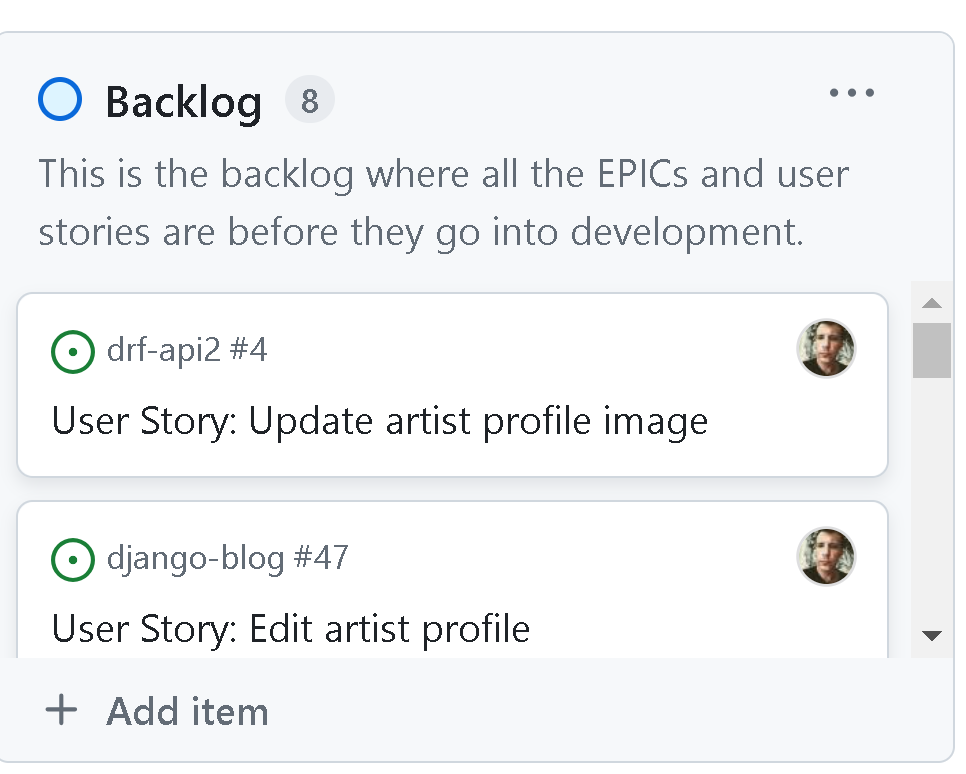 Backlog 8
This is the backlog where all the EPICs and user
stories are before they go into development.
drf-api2 #4
User Story: Update artist profile image
django-blog #47
User Story: Edit artist profile
Add item